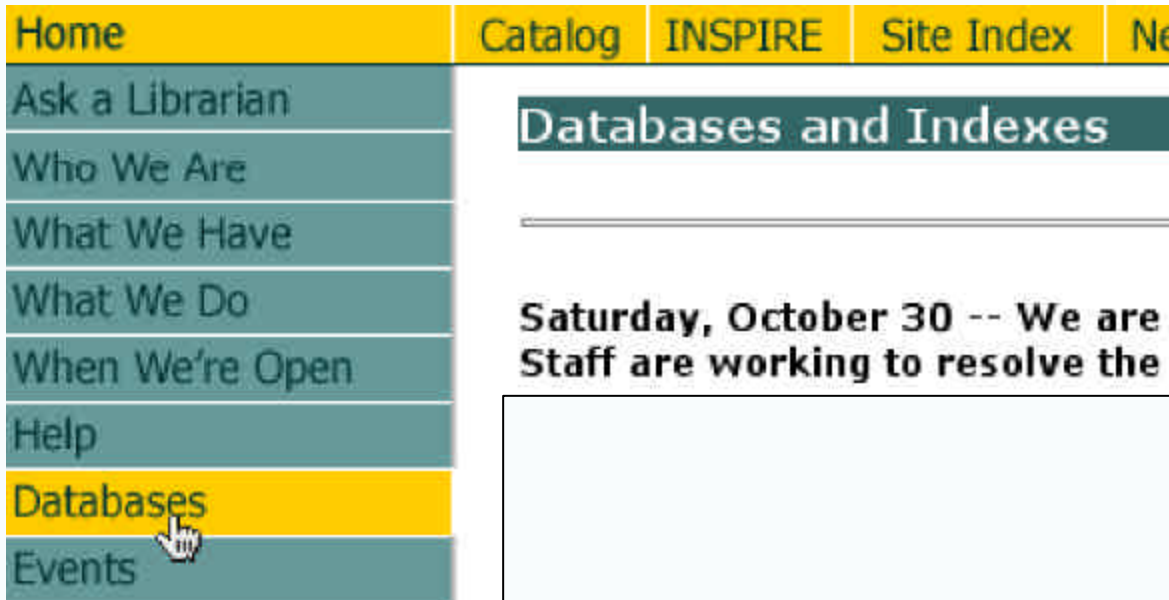 Home
Catalog INSPIRE Site Index
Ask a Librarian
Who We Are
What We Have
What We Do
When We're Open
Help
Databases
Events
Databases and Indexes
Saturday, October 30 -- We are
Staff are working to resolve the